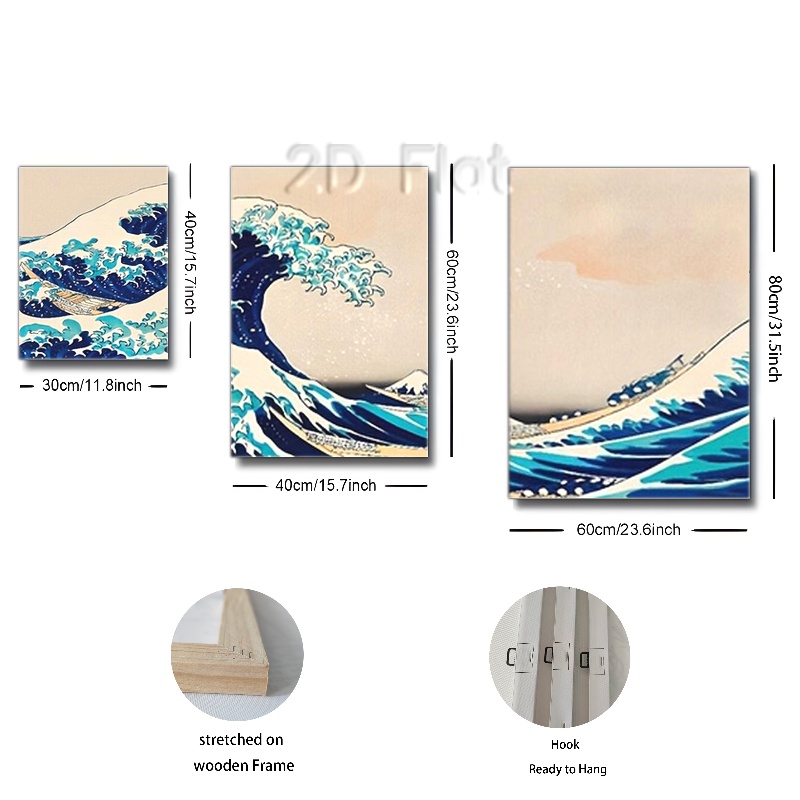 2D Flat
40cm/15.7inch
30cm/11.8inch
60cm/23.6inch
40cm/15.7inch
80cm/31.5inch
60cm/23.6inch
stretched on
wooden Frame
Hook
Ready to Hang